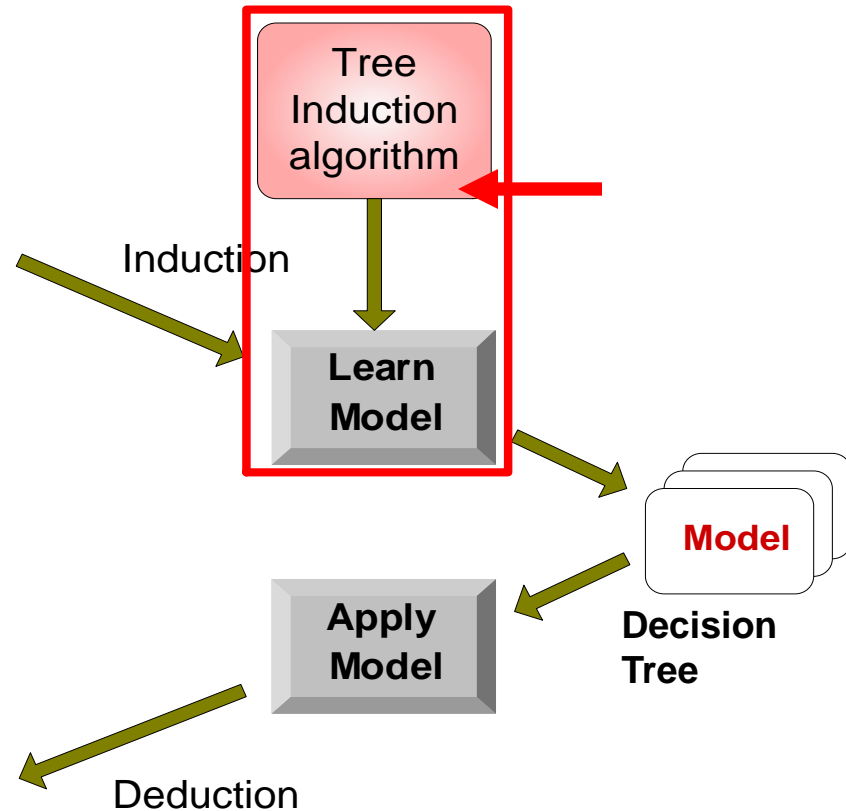 Tree
Induction
algorithm
Induction
Learn
Model
Model
Decision
Tree
Apply
Model
Deduction